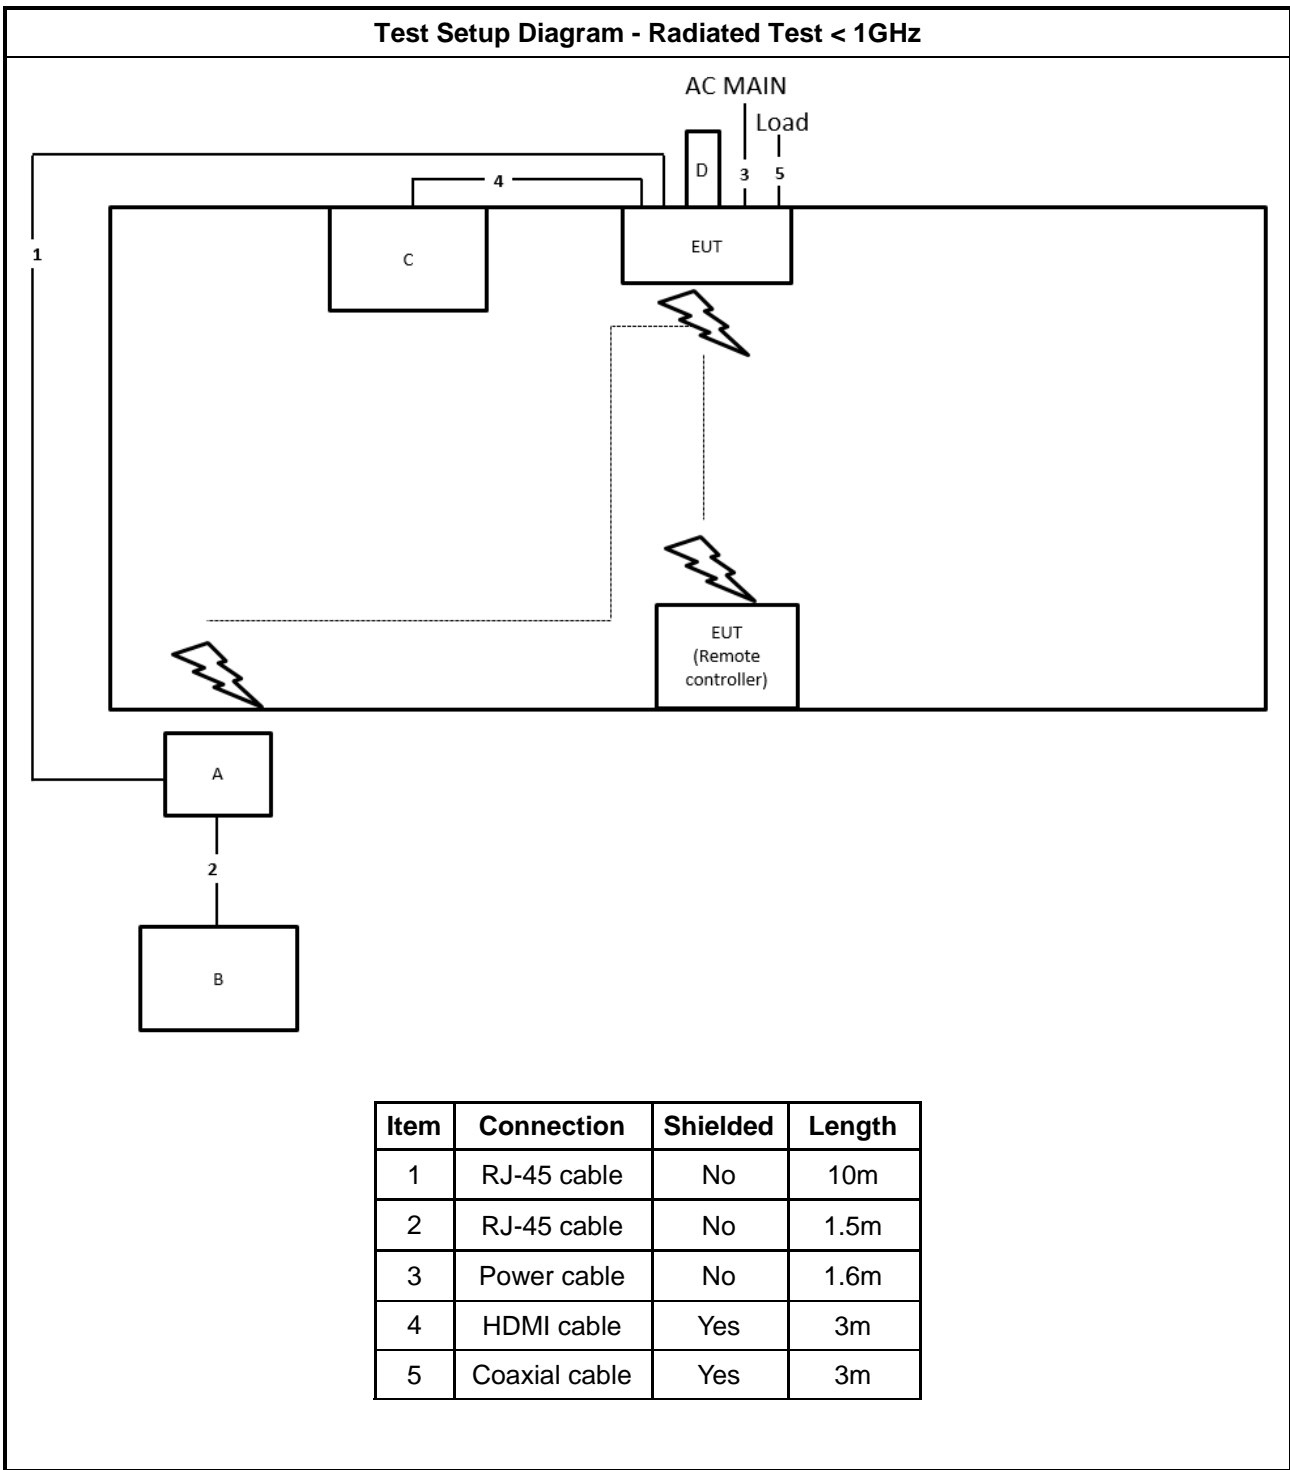 Test Setup Diagram - Radiated Test < 1GHz
AC MAIN
Load
D
3
5
4
1
C
EUT
EUT
(Remote
controller)
A
2
B
Item Connection Shielded Length
1 RJ-45 cable No 10m
2 RJ-45 cable No 1.5m
3 Power cable No 1.6m
4 HDMI cable Yes 3m
5 Coaxial cable Yes 3m